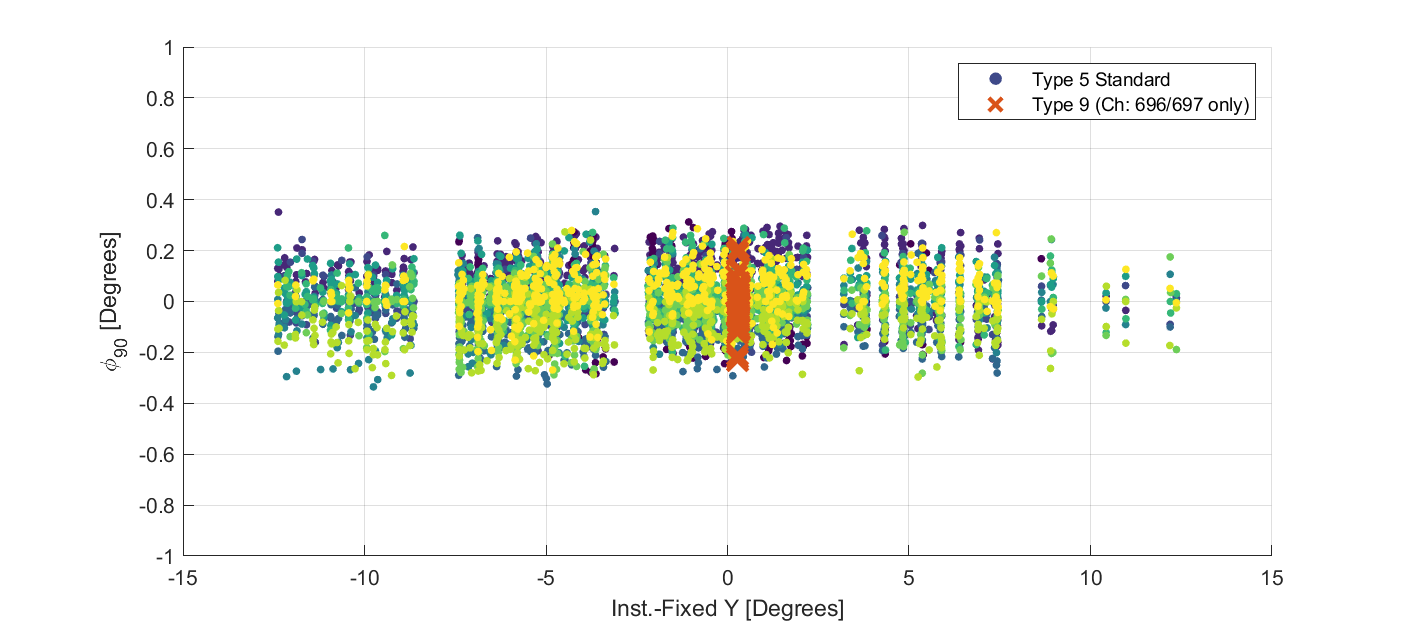 1
0.8
0.6
0.4
0.2
0
-0.2
-0.4
-0.6
-0.8
-1
ϕ90 [Degrees]
Type 5 Standard
Type 9 (Ch: 696/697 only)
-15 -10 -5 0 5 10 15
Inst.-Fixed Y [Degrees]